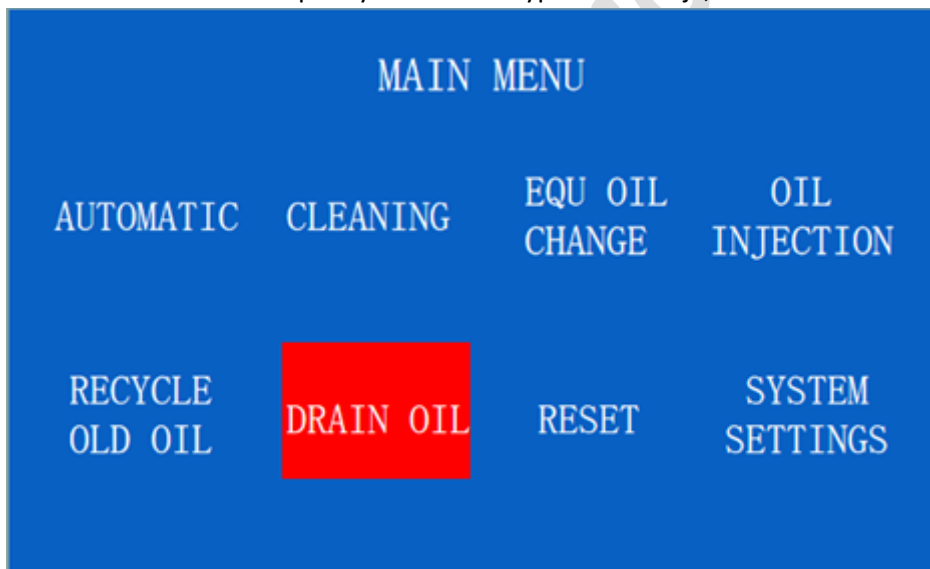 MAIN MENU
AUTOMATIC
CLEANING
EQU OIL
CHANGE
OIL
INJECTION
RECYCLE
OLD OIL
DRAIN OIL
RESET
SYSTEM
SETTINGS